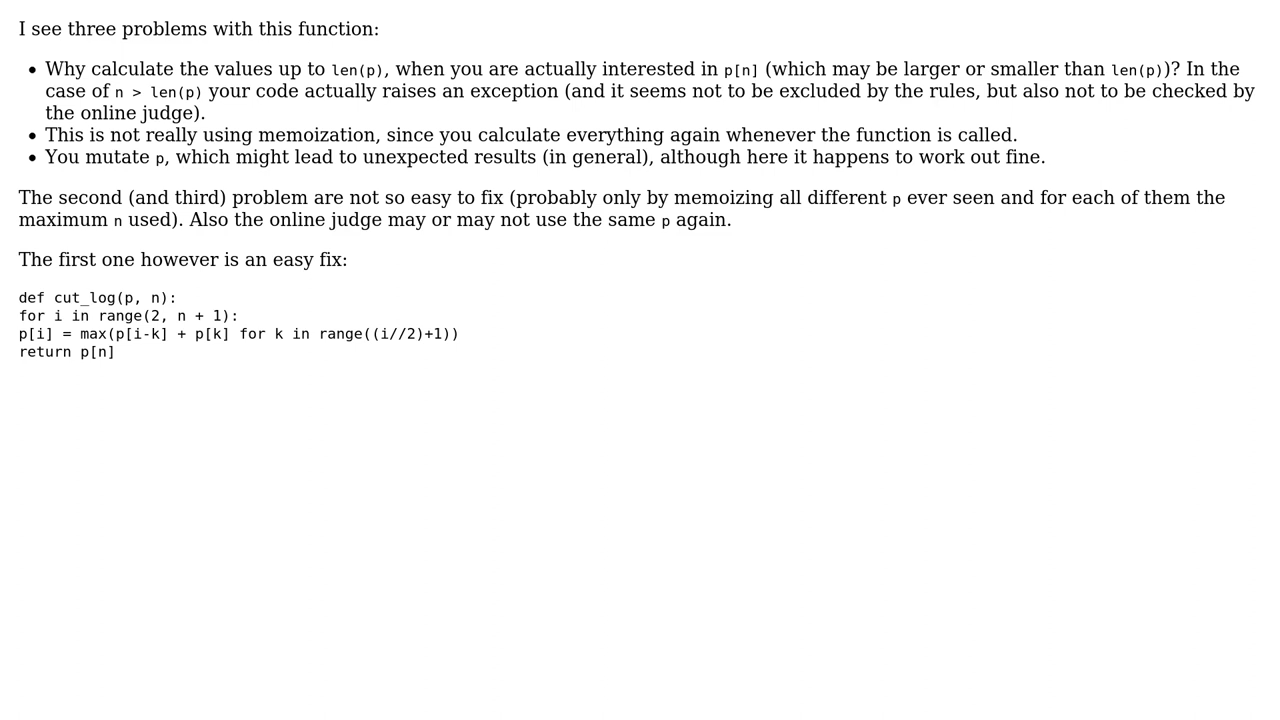 I see three problems with this function:
• Why calculate the values up to len(p), when you are actually interested in p[n] (which may be larger or smaller than len(p))? In the
case of n > len(p) your code actually raises an exception (and it seems not to be excluded by the rules, but also not to be checked by
the online judge).
• This is not really using memoization, since you calculate everything again whenever the function is called.
• You mutate p, which might lead to unexpected results (in general), although here it happens to work out fine.
The second (and third) problem are not so easy to fix (probably only by memoizing all different p ever seen and for each of them the
maximum n used). Also the online judge may or may not use the same p again.
The first one however is an easy fix:
def cut_log(p, n):
for i in range(2, n + 1):
p[i] = max(p[i-k] + p[k] for k in range((i//2)+1))
return p[n]